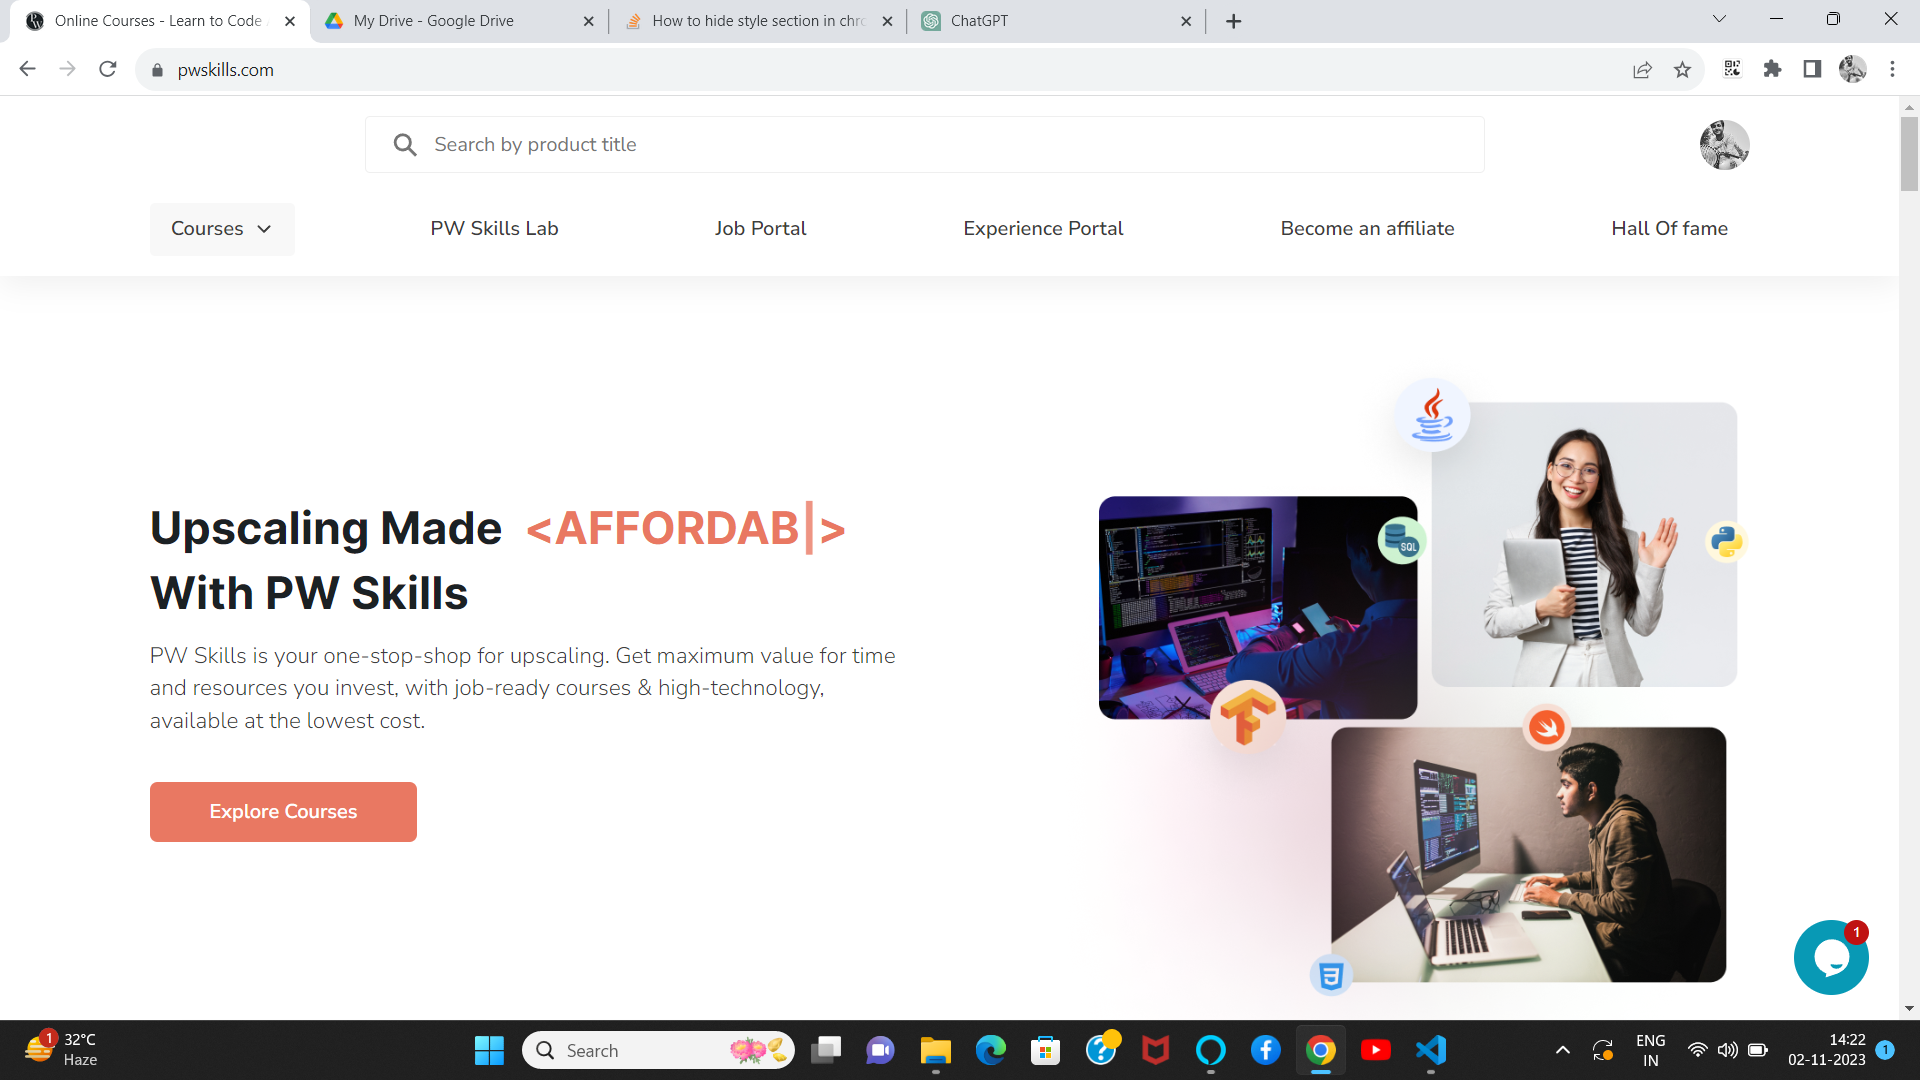 Online Courses - Learn to Code
My Drive - Google Drive
How to hide style section in chro
ChatGPT
pwskills.com
Search by product title
Courses
PW Skills Lab
Job Portal
Experience Portal
Become an affiliate
Hall Of fame
Upscaling Made <AFFORDAB|>
With PW Skills
PW Skills is your one-stop-shop for upscaling. Get maximum value for time
and resources you invest, with job-ready courses & high-technology,
available at the lowest cost.
Explore Courses
SQL
1
1
32°C
Haze
Search
ENG
IN
14:22
02-11-2023
1